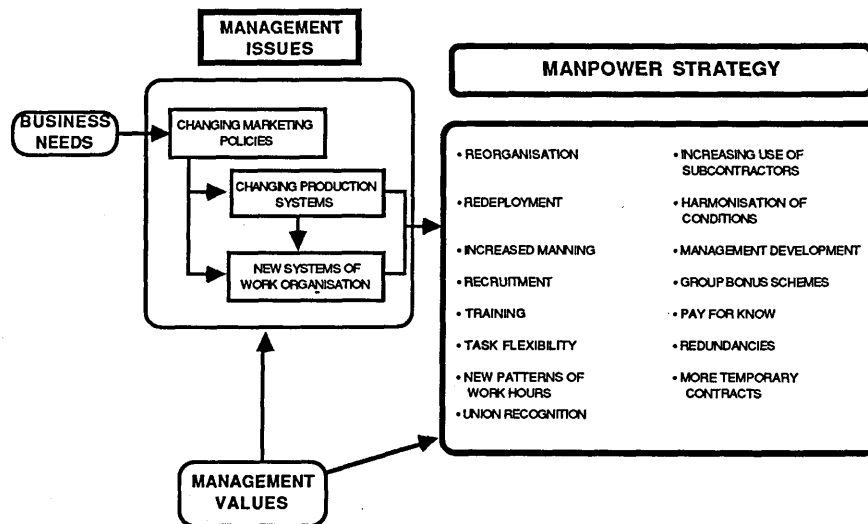 MANAGEMENT
ISSUES
MANPOWER STRATEGY
BUSINESS
NEEDS
CHANGING MARKETING
POLICIES
CHANGING PRODUCTION
SYSTEMS
NEW SYSTEMS OF
WORK ORGANISATION
• REORGANISATION
• REDEPLOYMENT
• INCREASED MANNING
• RECRUITMENT
• TRAINING
• TASK FLEXIBILITY
• NEW PATTERNS OF
WORK HOURS
• UNION RECOGNITION
• INCREASING USE OF
SUBCONTRACTORS
• HARMONISATION OF
CONDITIONS
• MANAGEMENT DEVELOPMENT
• GROUP BONUS SCHEMES
• PAY FOR KNOW
• REDUNDANCIES
• MORE TEMPORARY
CONTRACTS
MANAGEMENT
VALUES